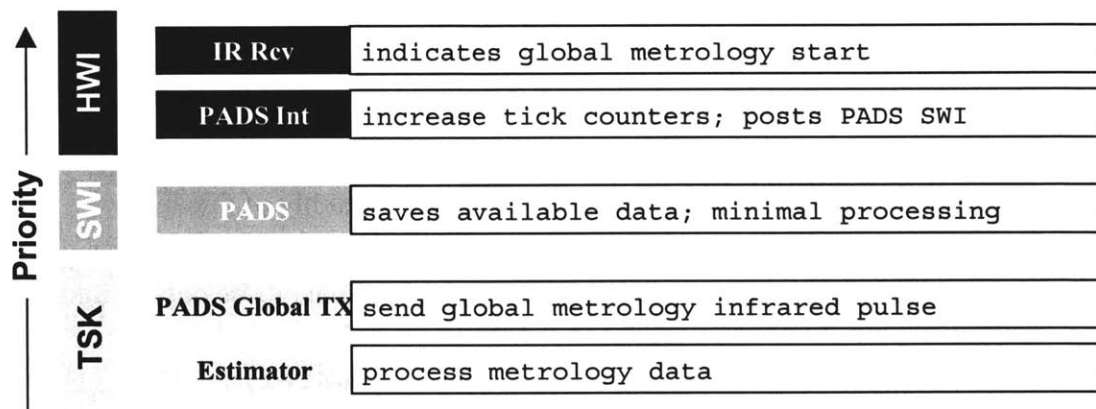 Priority
HWI
IR Rcv indicates global metrology start
PADS Int increase tick counters; posts PADS SWI
SWI
PADS saves available data; minimal processing
TSK
PADS Global TX send global metrology infrared pulse
Estimator process metrology data